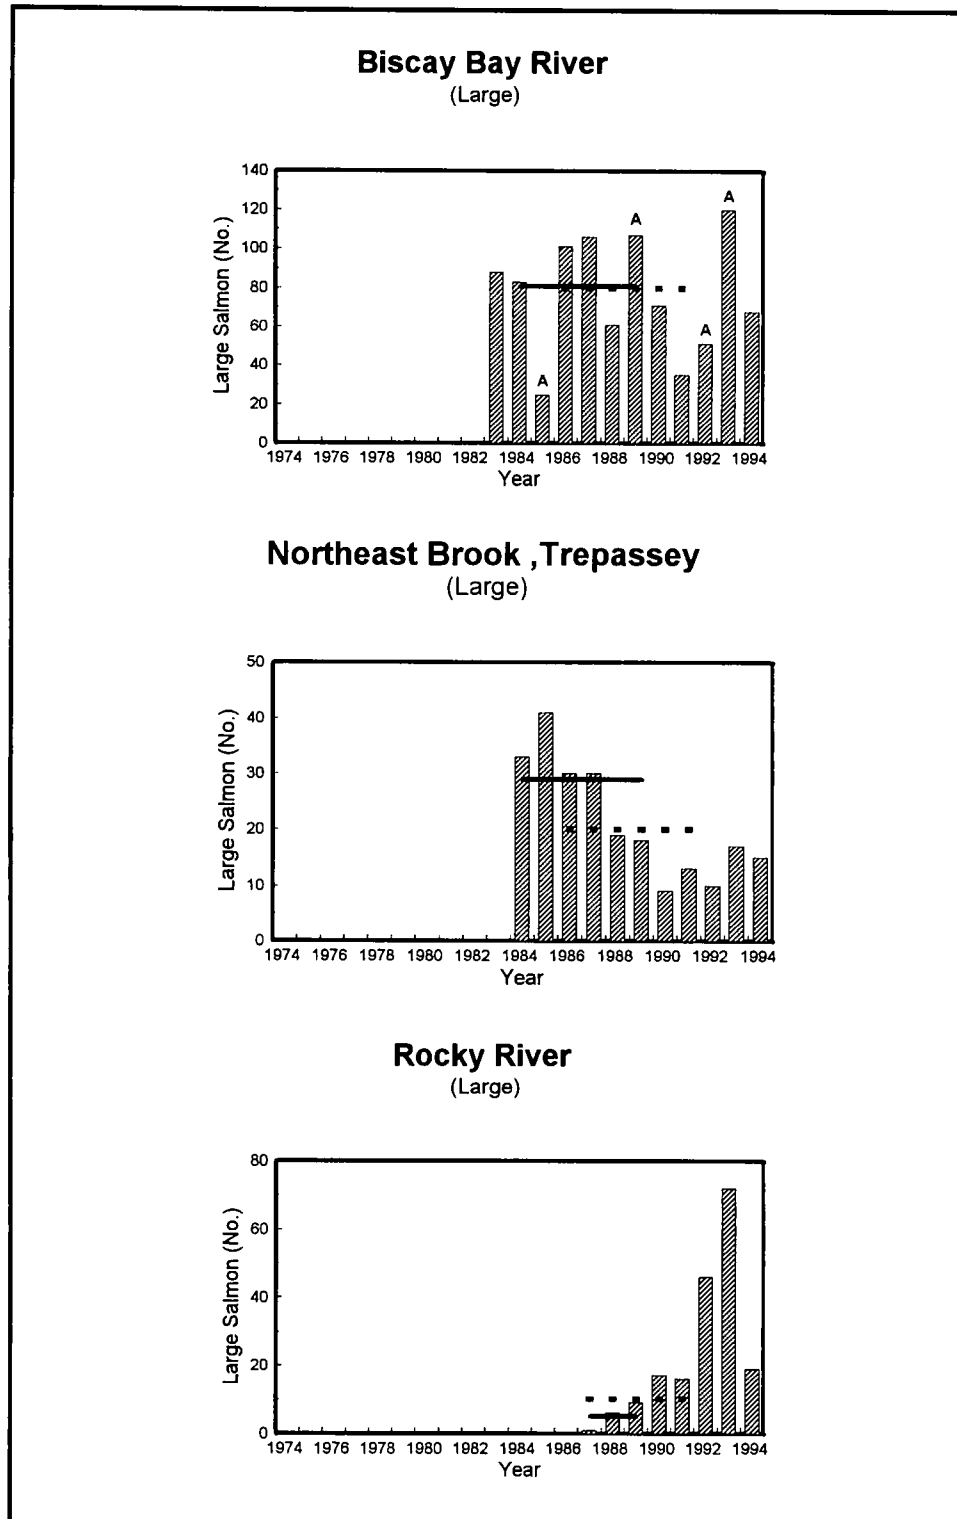 Biscay Bay River
(Large)
140
120
100
80
60
40
20
0
Large Salmon (No.)
A
A
A
A
1974 1976 1978 1980 1982 1984 1986 1988 1990 1992 1994
Year
Northeast Brook ,Trepassey
(Large)
50
40
30
20
10
0
Large Salmon (No.)
1974 1976 1978 1980 1982 1984 1986 1988 1990 1992 1994
Year
Rocky River
(Large)
80
60
40
20
0
Large Salmon (No.)
1974 1976 1978 1980 1982 1984 1986 1988 1990 1992 1994
Year